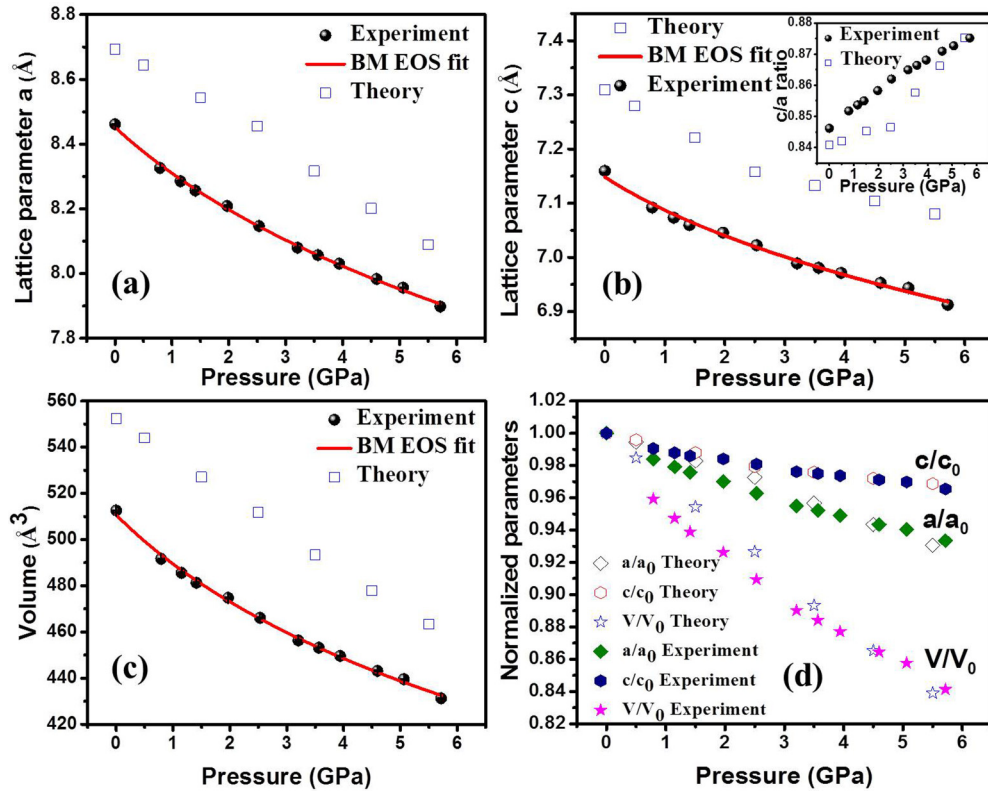 8.8
8.6
8.4
8.2
8.0
7.8
Lattice parameter a (Å)
Experiment
BM EOS fit
Theory
(a)
0 1 2 3 4 5 6
Pressure (GPa)
7.4
7.3
7.2
7.1
7.0
6.9
Lattice parameter c (Å)
Theory
BM EOS fit
Experiment
(b)
0 1 2 3 4 5 6
Pressure (GPa)
0.88
0.87
0.86
0.85
0.84
c/a ratio
Experiment
Theory
0 1 2 3 4 5 6
Pressure (GPa)
560
540
520
500
480
460
440
420
Volume (Å3)
Experiment
BM EOS fit
Theory
(c)
0 1 2 3 4 5 6
Pressure (GPa)
1.02
1.00
0.98
0.96
0.94
0.92
0.90
0.88
0.86
0.84
0.82
Normalized parameters
c/c0
a/a0
V/V0
a/a0 Theory
c/c0 Theory
V/V0 Theory
a/a0 Experiment
c/c0 Experiment
V/V0 Experiment
(d)
0 1 2 3 4 5 6
Pressure (GPa)